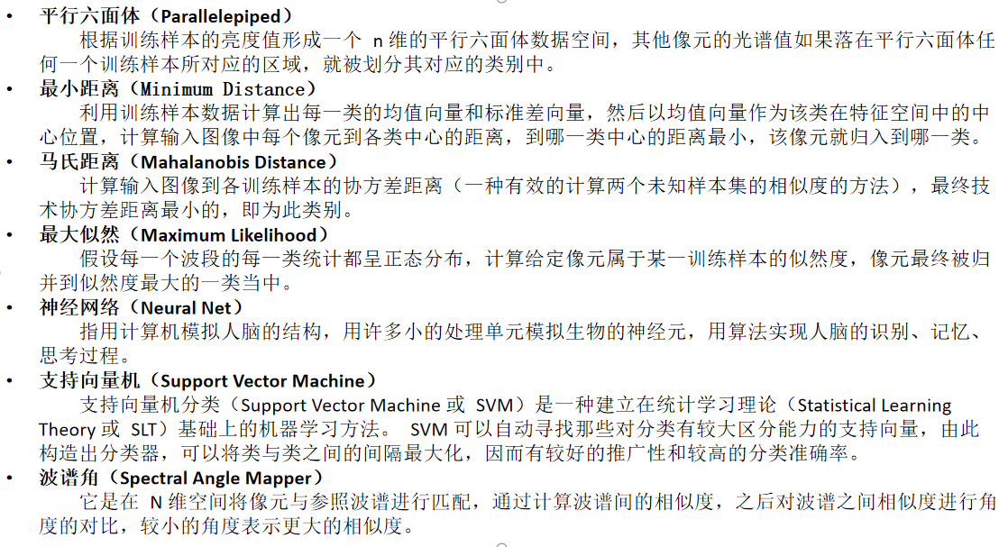 • 平行六面体（Parallelepiped）
根据训练样本的亮度值形成一个 n 维的平行六面体数据空间，其他像元的光谱值如果落在平行六面体任
何一个训练样本所对应的区域，就被划分其对应的类别中。
• 最小距离（Minimum Distance）
利用训练样本数据计算出每一类的均值向量和标准差向量，然后以均值向量作为该类在特征空间中的中
心位置，计算输入图像中每个像元到各类中心的距离，到哪一类中心的距离最小，该像元就归入到哪一类。
• 马氏距离（Mahalanobis Distance）
计算输入图像到各训练样本的协方差距离（一种有效的计算两个未知样本集的相似度的方法），最终技
术协方差距离最小的，即为此类别。
• 最大似然（Maximum Likelihood）
假设每一个波段的每一类统计都呈正态分布，计算给定像元属于某一训练样本的似然度，像元最终被归
并到似然度最大的一类当中。
• 神经网络（Neural Net）
指用计算机模拟人脑的结构，用许多小的处理单元模拟生物的神经元，用算法实现人脑的识别、记忆、
思考过程。
• 支持向量机（Support Vector Machine）
支持向量机分类（Support Vector Machine 或 SVM）是一种建立在统计学习理论（Statistical Learning
Theory 或 SLT）基础上的机器学习方法。 SVM 可以自动寻找那些对分类有较大区分能力的支持向量，由此
构造出分类器，可以将类与类之间的间隔最大化，因而有较好的推广性和较高的分类准确率。
• 波谱角（Spectral Angle Mapper）
它是在 N 维空间将像元与参照波谱进行匹配，通过计算波谱间的相似度，之后对波谱之间相似度进行角
度的对比，较小的角度表示更大的相似度。